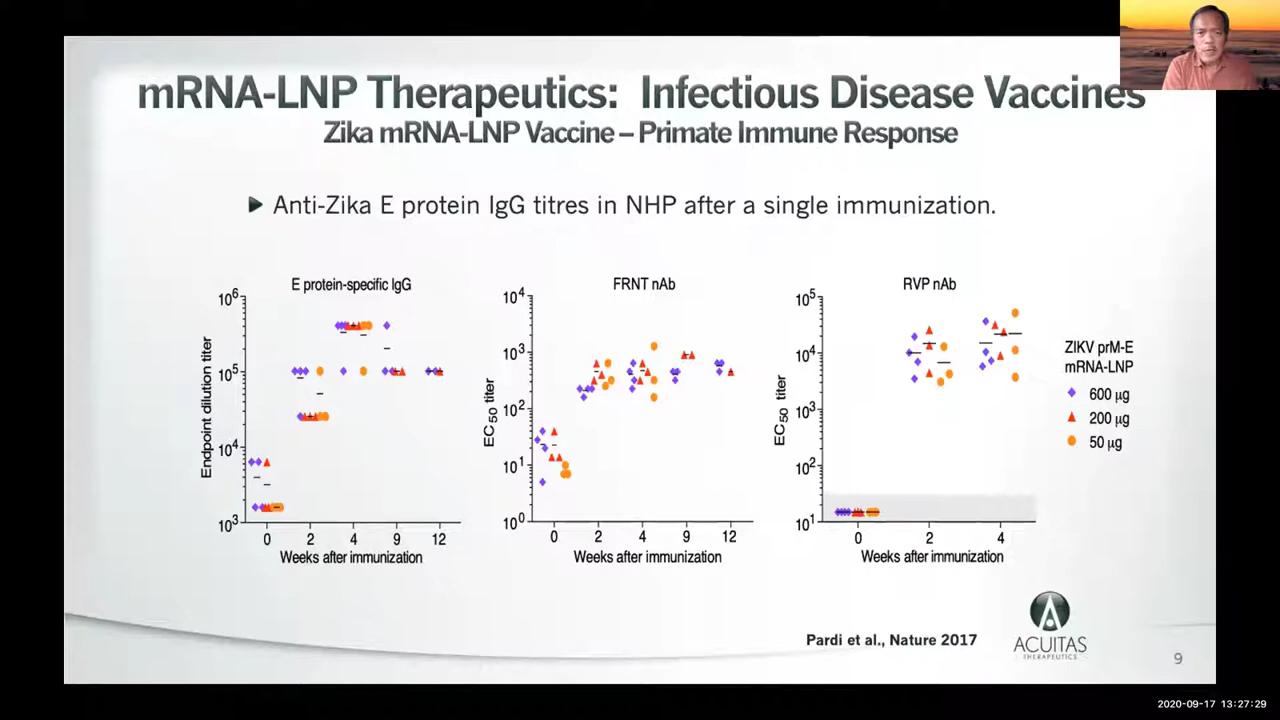 mRNA-LNP Therapeutics: Infectious Disease Vaccines
Zika mRNA-LNP Vaccine – Primate Immune Response
Anti-Zika E protein IgG titres in NHP after a single immunization.
E protein-specific IgG
Endpoint dilution titer
10^6
10^5
10^4
10^3
0 2 4 9 12
Weeks after immunization
FRNT nAb
EC50 titer
10^4
10^3
10^2
10^1
10^0
0 2 4 9 12
Weeks after immunization
RVP nAb
EC50 titer
10^5
10^4
10^3
10^2
10^1
0 2 4
Weeks after immunization
ZIKV prM-E
mRNA-LNP
600 μg
200 μg
50 μg
Pardi et al., Nature 2017
ACUITAS
THERAPEUTICS
9
2020-09-17 13:27:29